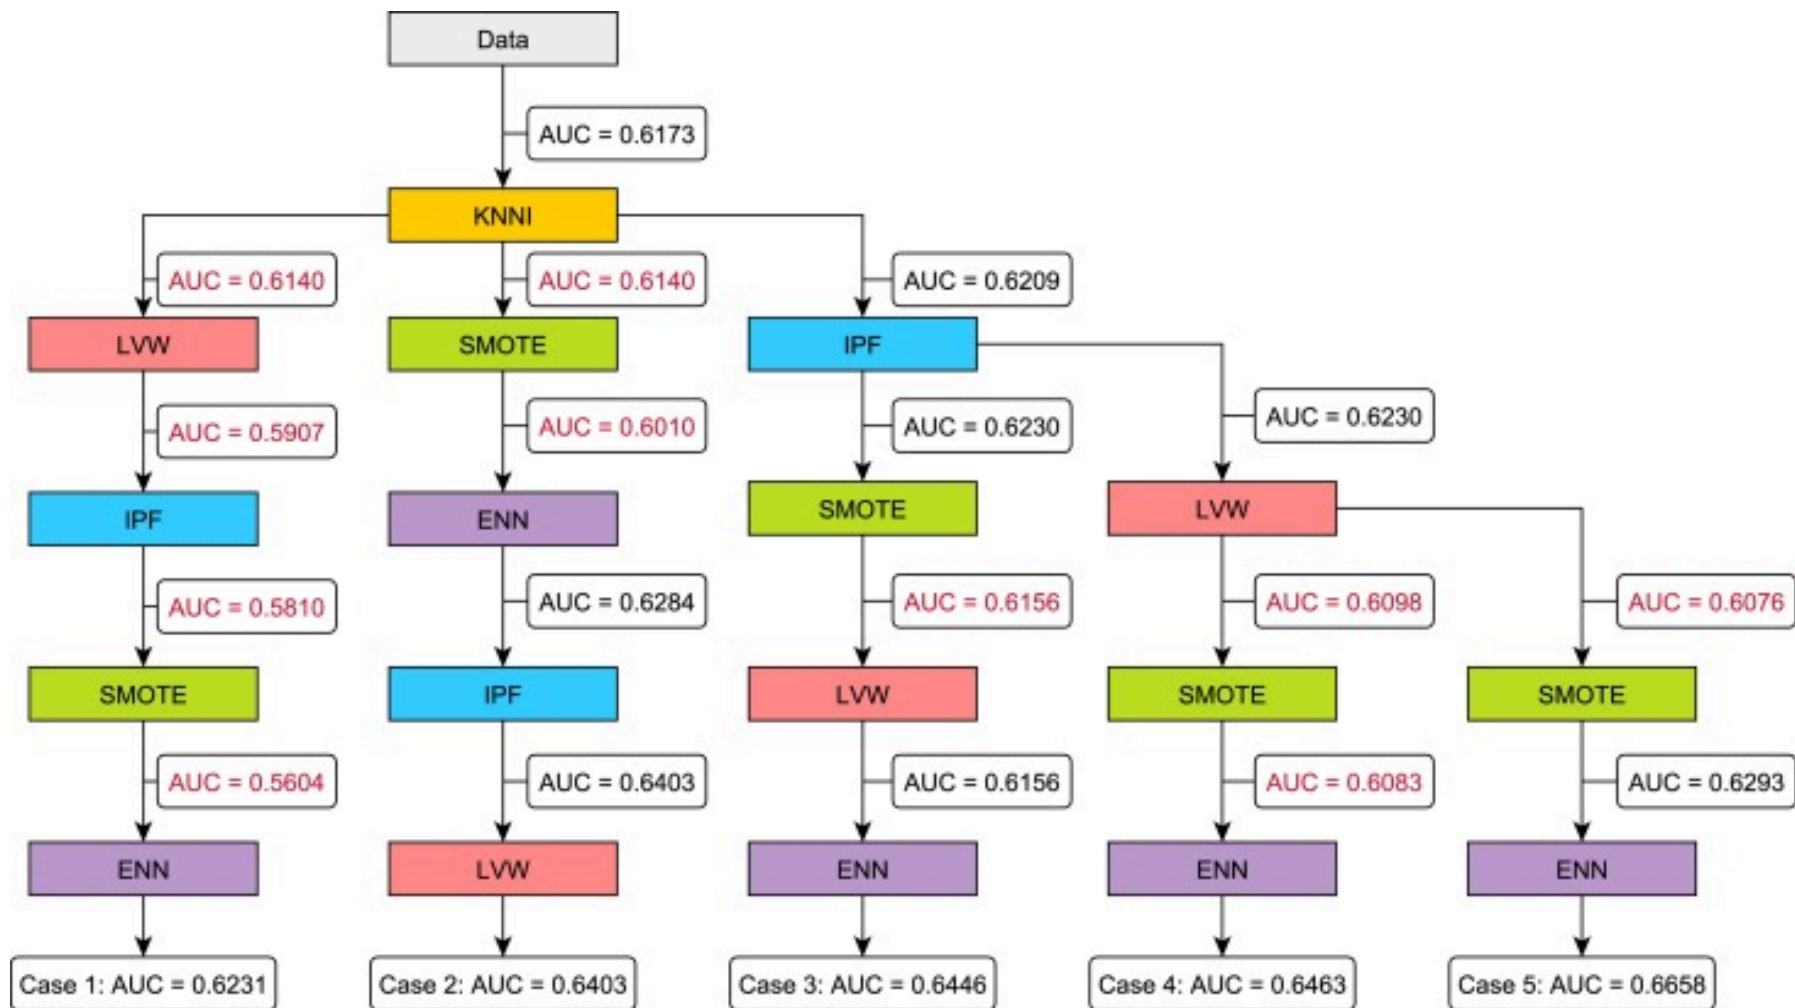 Data
AUC = 0.6173
KNNI
AUC = 0.6140
AUC = 0.6140
AUC = 0.6209
LVW
SMOTE
IPF
AUC = 0.5907
AUC = 0.6010
AUC = 0.6230
AUC = 0.6230
IPF
ENN
SMOTE
LVW
AUC = 0.5810
AUC = 0.6284
AUC = 0.6156
AUC = 0.6098
AUC = 0.6076
SMOTE
IPF
LVW
SMOTE
SMOTE
AUC = 0.5604
AUC = 0.6403
AUC = 0.6156
AUC = 0.6083
AUC = 0.6293
ENN
LVW
ENN
ENN
ENN
Case 1: AUC = 0.6231
Case 2: AUC = 0.6403
Case 3: AUC = 0.6446
Case 4: AUC = 0.6463
Case 5: AUC = 0.6658